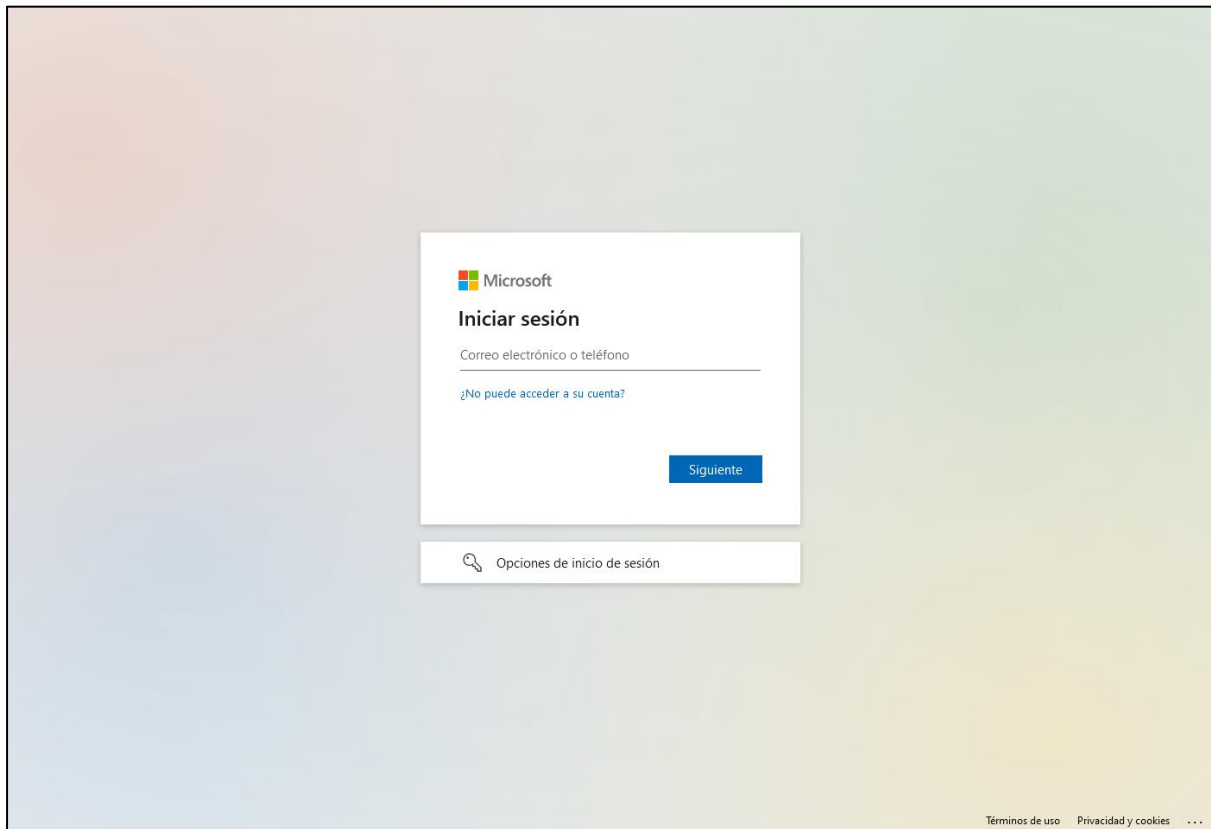 Microsoft
Iniciar sesión
Correo electrónico o teléfono
¿No puede acceder a su cuenta?
Siguiente
Opciones de inicio de sesión
Términos de uso Privacidad y cookies ...